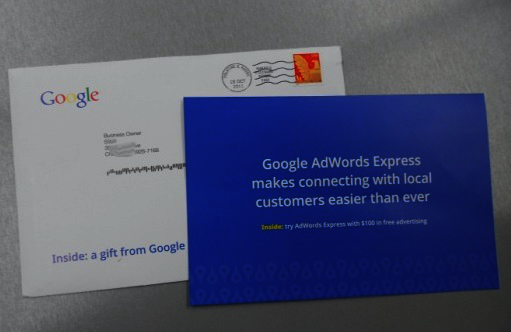 Google
Business Owner
Inside: a gift from Google
Google AdWords Express
makes connecting with local
customers easier than ever
Inside: try AdWords Express with $100 in free advertising